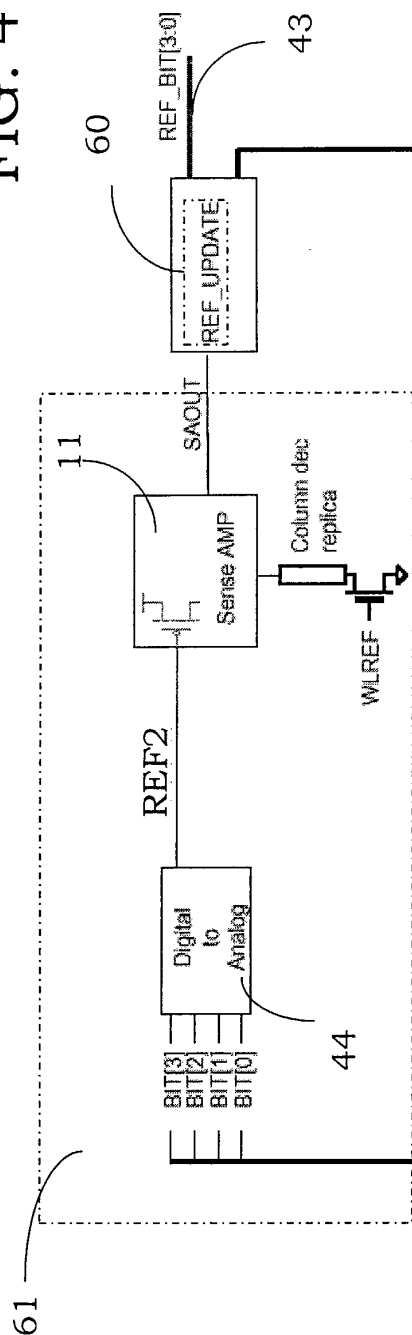 FIG. 4
61
BIT[3]
BIT[2]
BIT[1]
BIT[0]
Digital
to
Analog
44
REF2
11
Sense AMP
Column dec
replica
WLREF
SAOUT
60
REF_UPDATE
REF_BIT[3:0]
43